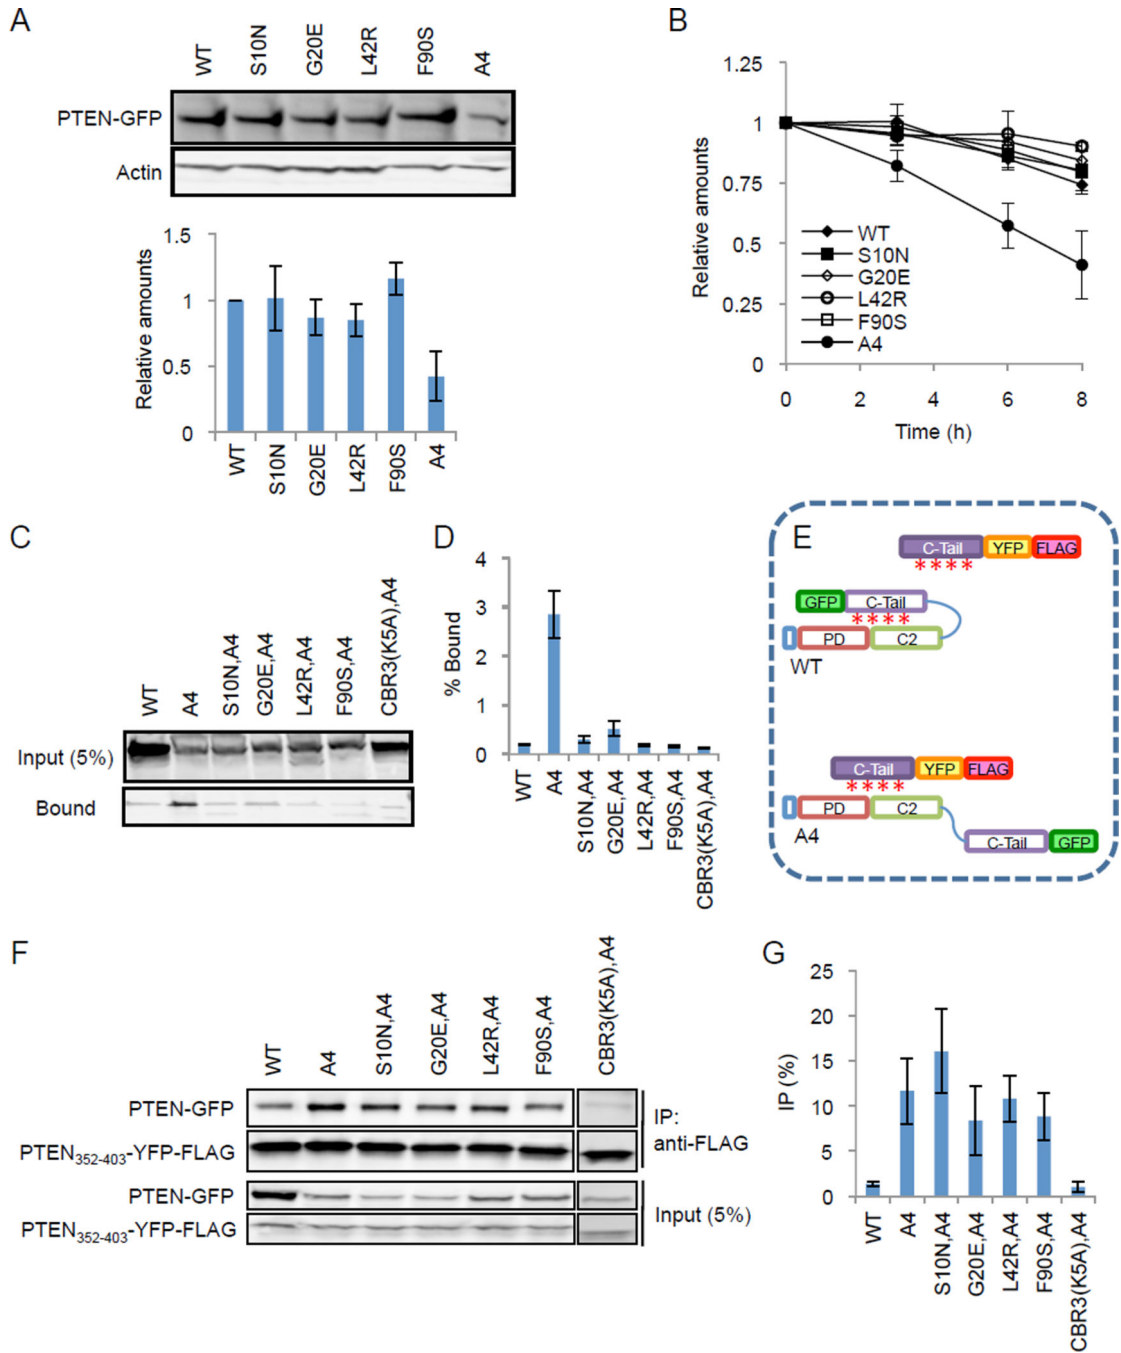 A
WT
S10N
G20E
L42R
F90S
A4
PTEN-GFP
Actin
Relative amounts
1.5
1
0.5
0
WT
S10N
G20E
L42R
F90S
A4
B
Relative amounts
1.25
1
0.75
0.5
0.25
0
WT
S10N
G20E
L42R
F90S
A4
0 2 4 6 8
Time (h)
C
WT
A4
S10N,A4
G20E,A4
L42R,A4
F90S,A4
CBR3(K5A),A4
Input (5%)
Bound
D
% Bound
4
3
2
1
0
WT
A4
S10N,A4
G20E,A4
L42R,A4
F90S,A4
CBR3(K5A),A4
E
C-Tail YFP FLAG
****
GFP C-Tail
****
PD C2
WT
C-Tail YFP FLAG
****
PD C2
A4
C-Tail GFP
F
WT
A4
S10N,A4
G20E,A4
L42R,A4
F90S,A4
CBR3(K5A),A4
PTEN-GFP
PTEN352-403-YFP-FLAG
IP:
anti-FLAG
PTEN-GFP
PTEN352-403-YFP-FLAG
Input (5%)
G
IP (%)
25
20
15
10
5
0
WT
A4
S10N,A4
G20E,A4
L42R,A4
F90S,A4
CBR3(K5A),A4